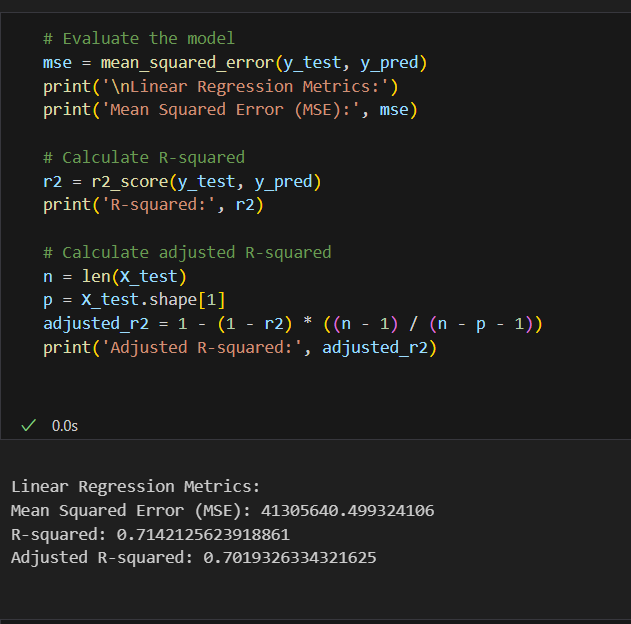 # Evaluate the model
mse = mean_squared_error(y_test, y_pred)
print('\nLinear Regression Metrics:')
print('Mean Squared Error (MSE):', mse)
# Calculate R-squared
r2 = r2_score(y_test, y_pred)
print('R-squared:', r2)
# Calculate adjusted R-squared
n = len(X_test)
p = X_test.shape[1]
adjusted_r2 = 1 - (1 - r2) * ((n - 1) / (n - p - 1))
print('Adjusted R-squared:', adjusted_r2)
0.0s
Linear Regression Metrics:
Mean Squared Error (MSE): 41305640.499324106
R-squared: 0.7142125623918861
Adjusted R-squared: 0.7019326334321625